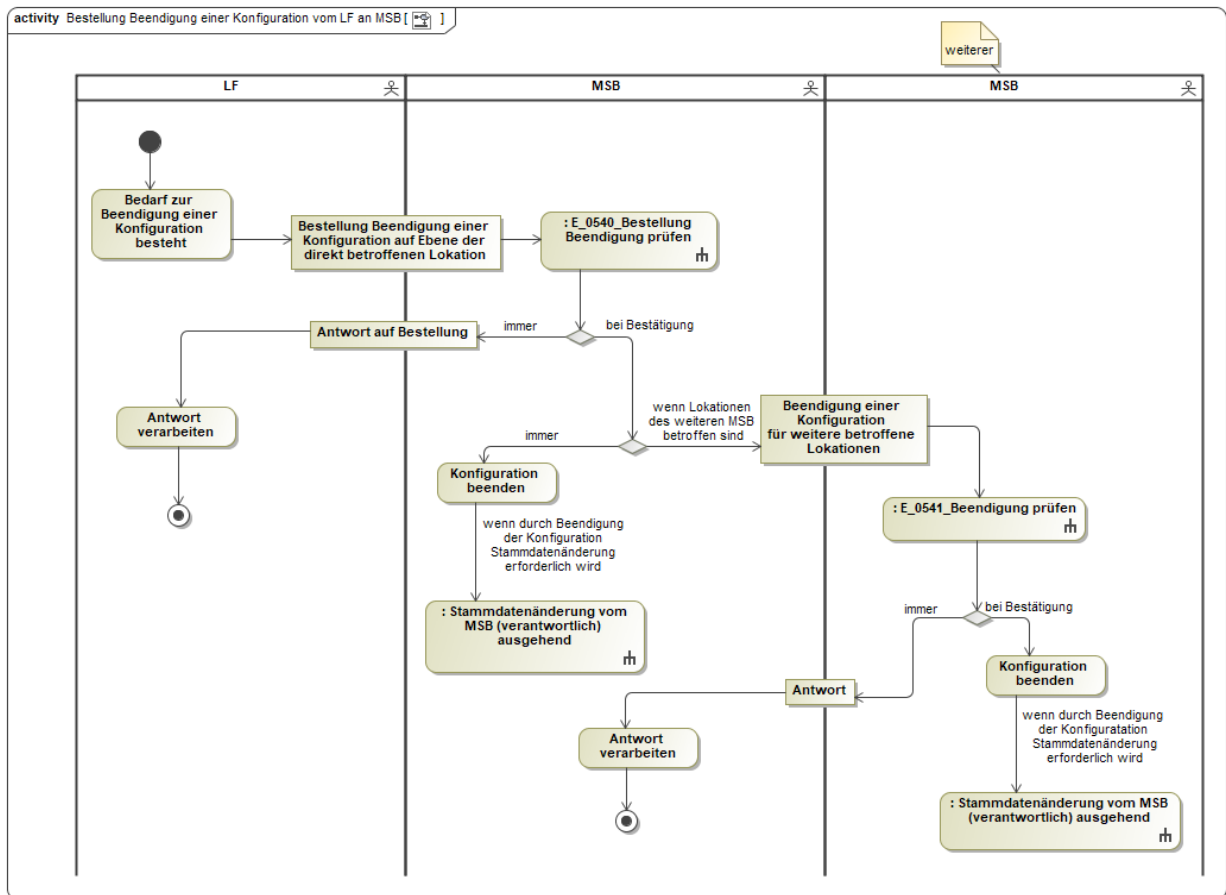 activity Bestellung Beendigung einer Konfiguration vom LF an MSB [ ]
weiterer
LF
MSB
MSB
Bedarf zur
Beendigung einer
Konfiguration
besteht
Bestellung Beendigung einer
Konfiguration auf Ebene der
direkt betroffenen Lokation
: E_0540_Bestellung
Beendigung prüfen
Antwort auf Bestellung
immer
bei Bestätigung
Antwort
verarbeiten
wenn Lokationen
des weiteren MSB
betroffen sind
Beendigung einer
Konfiguration
für weitere betroffene
Lokationen
immer
Konfiguration
beenden
: E_0541_Beendigung prüfen
wenn durch Beendigung
der Konfiguration
Stammdatenänderung
erforderlich wird
: Stammdatenänderung vom
MSB (verantwortlich)
ausgehend
immer
bei Bestätigung
Konfiguration
beenden
Antwort
Antwort
verarbeiten
wenn durch Beendigung
der Konfiguratation
Stammdatenänderung
erforderlich wird
: Stammdatenänderung vom MSB
(verantwortlich) ausgehend